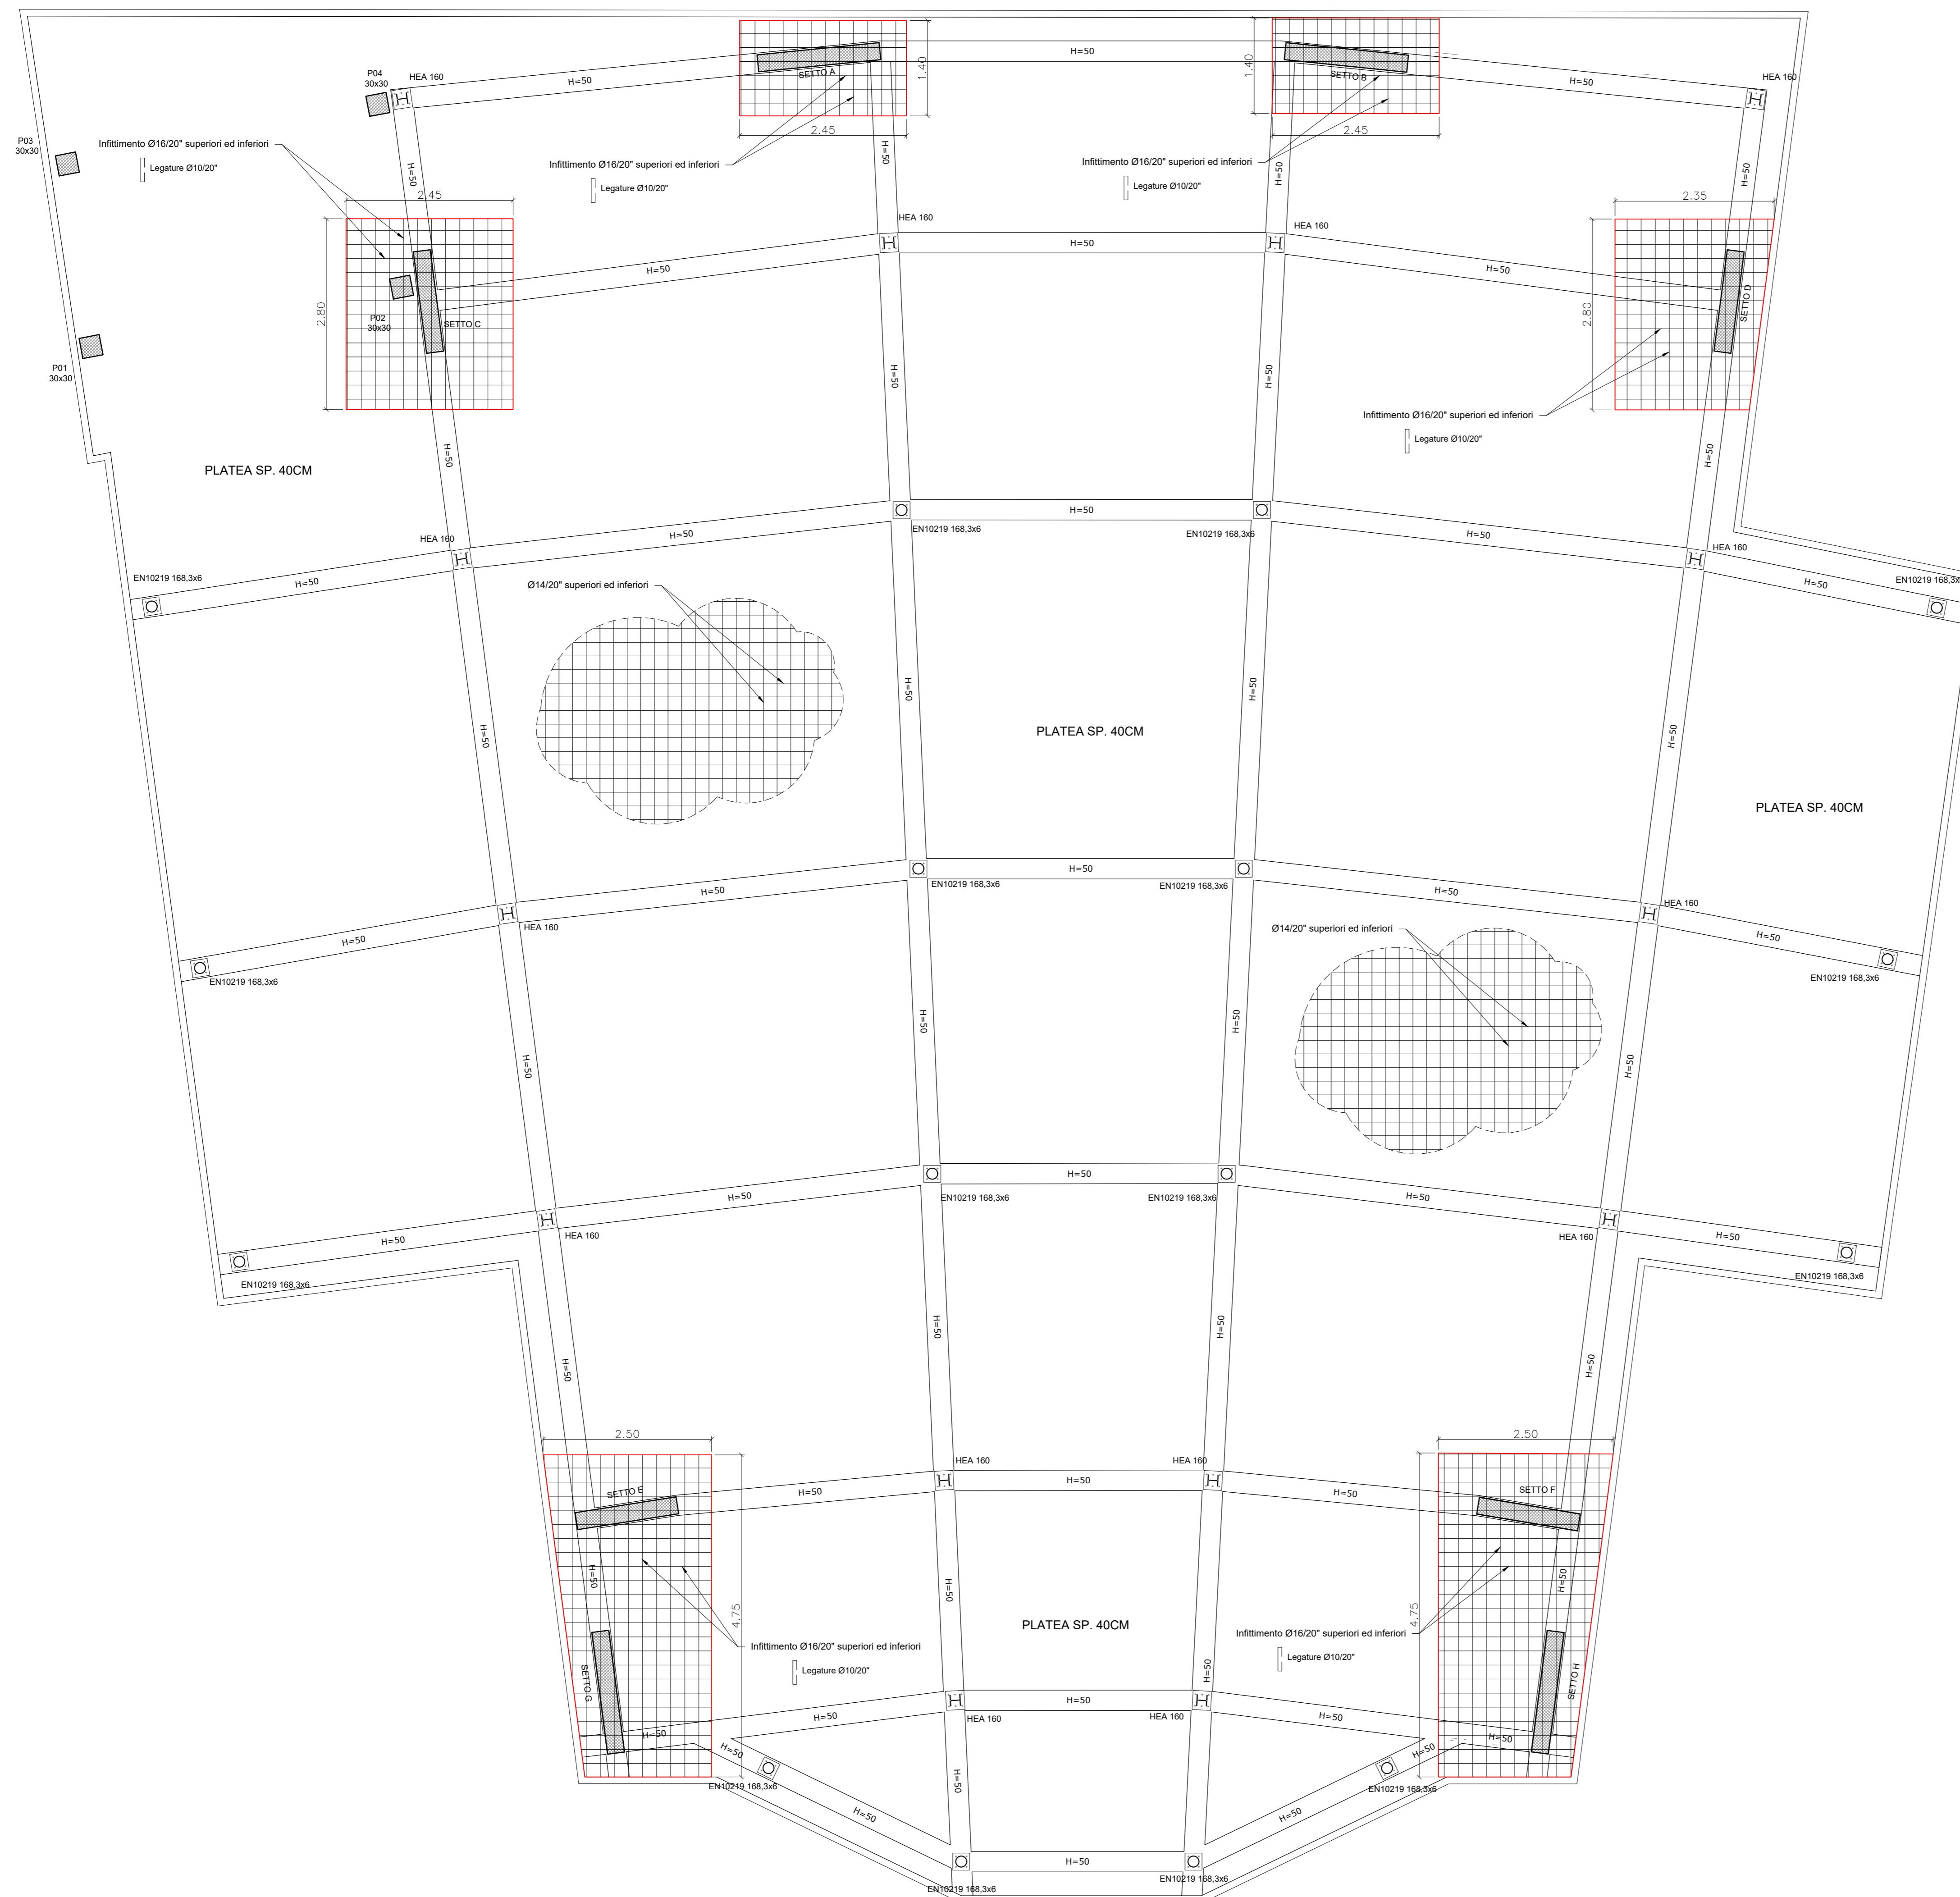 H=50
P04
30x30
HEA 160
SETTO A
H=50
1.40
1.40
SETTO B
H=50
HEA 160
P03
30x30
Infittimento Ø16/20" superiori ed inferiori
Legature Ø10/20"
H=50
2.45
H=50
2.45
Infittimento Ø16/20" superiori ed inferiori
Legature Ø10/20"
Infittimento Ø16/20" superiori ed inferiori
Legature Ø10/20"
H=50
H=50
2.45
2.35
HEA 160
H=50
HEA 160
H=50
H=50
2.80
P02
30x30
SETTO C
2.80
SETTO D
P01
30x30
H=50
H=50
Infittimento Ø16/20" superiori ed inferiori
Legature Ø10/20"
PLATEA SP. 40CM
H=50
H=50
H=50
EN10219 168,3x6
EN10219 168,3x6
HEA 160
H=50
H=50
HEA 160
EN10219 168,3x6
H=50
H=50
EN10219 168,3x
Ø14/20" superiori ed inferiori
H=50
H=50
H=50
PLATEA SP. 40CM
H=50
PLATEA SP. 40CM
H=50
EN10219 168,3x6
EN10219 168,3x6
H=50
H=50
HEA 160
HEA 160
H=50
Ø14/20" superiori ed inferiori
H=50
EN10219 168,3x6
EN10219 168,3x6
H=50
H=50
H=50
H=50
H=50
EN10219 168,3x6
EN10219 168,3x6
H=50
H=50
HEA 160
HEA 160
H=50
H=50
EN10219 168,3x6
EN10219 168,3x6
H=50
H=50
H=50
H=50
2.50
2.50
HEA 160
HEA 160
H=50
SETTO E
H=50
H=50
SETTO F
H=50
H=50
H=50
4.75
PLATEA SP. 40CM
4.75
Infittimento Ø16/20" superiori ed inferiori
Legature Ø10/20"
Infittimento Ø16/20" superiori ed inferiori
Legature Ø10/20"
SETTO G
H=50
SETTO H
H=50
H=50
HEA 160
HEA 160
H=50
H=50
H=50
H=50
H=50
H=50
EN10219 168,3x6
H=50
EN10219 168,3x6
H=50
H=50
H=50
EN10219 168,3x6
EN10219 168,3x6